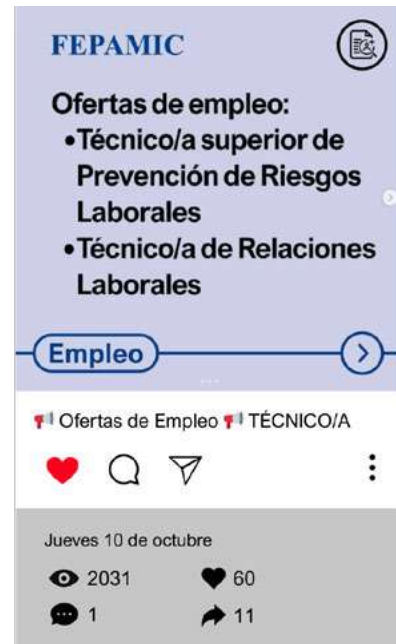 FEPAMIC
Ofertas de empleo:
•Técnico/a superior de
Prevención de Riesgos
Laborales
•Técnico/a de Relaciones
Laborales
Empleo
📢 Ofertas de Empleo 📢 TÉCNICO/A
Jueves 10 de octubre
2031
60
1
11